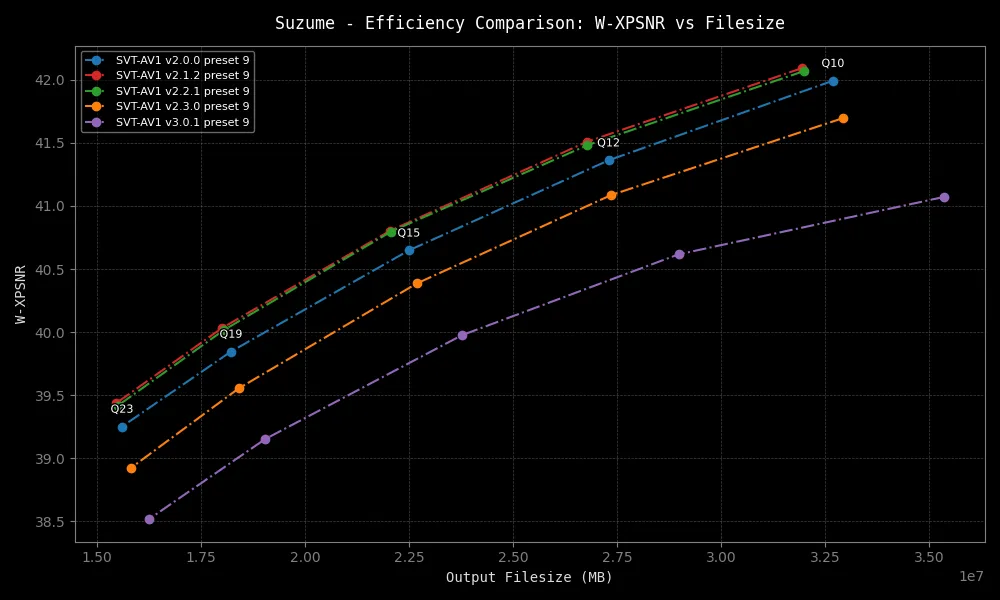 Suzume - Efficiency Comparison: W-XPSNR vs Filesize
SVT-AV1 v2.0.0 preset 9
SVT-AV1 v2.1.2 preset 9
SVT-AV1 v2.2.1 preset 9
SVT-AV1 v2.3.0 preset 9
SVT-AV1 v3.0.1 preset 9
Q10
Q12
Q15
Q19
Q23
W-XPSNR
42.0
41.5
41.0
40.5
40.0
39.5
39.0
38.5
1.50 1.75 2.00 2.25 2.50 2.75 3.00 3.25 3.50
1e7
Output Filesize (MB)